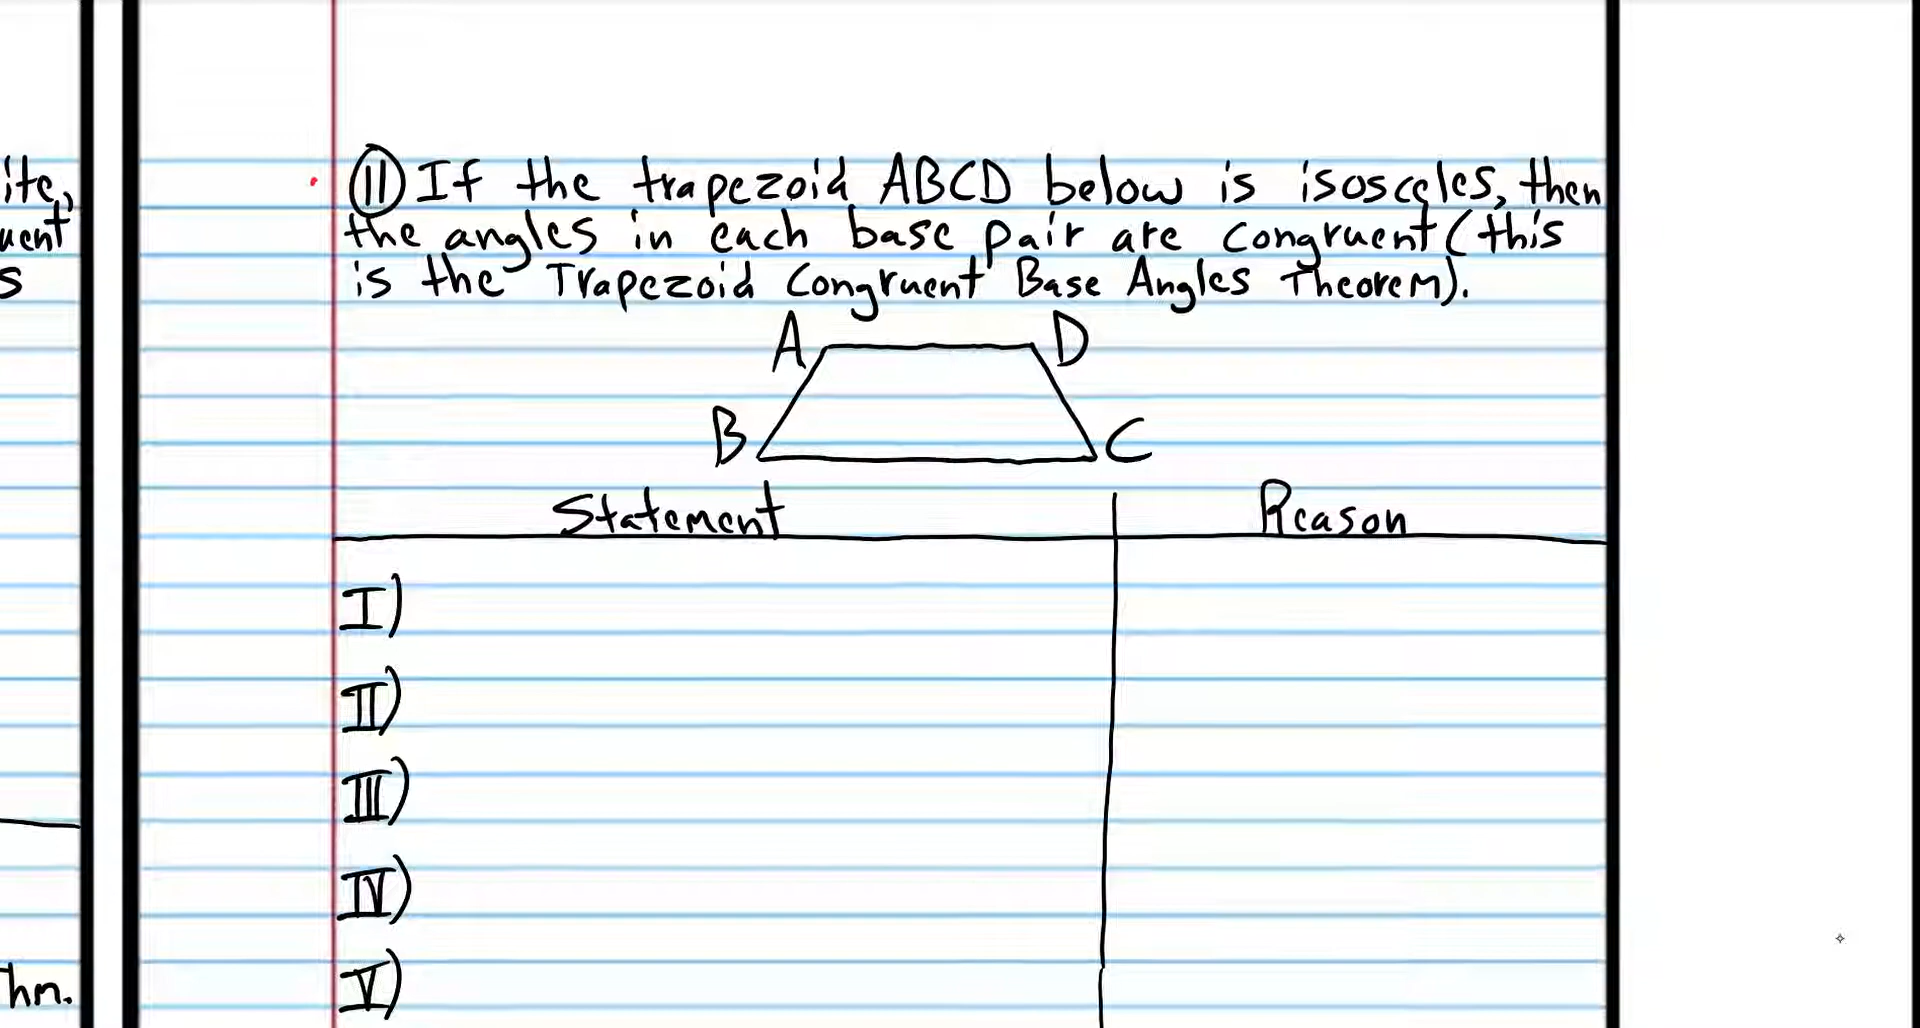 ite,
uent
s
Thm.
⑪ If the trapezoid ABCD below is isosceles, then
the angles in each base pair are congruent (this
is the Trapezoid Congruent Base Angles Theorem).
A D
B C
Statement Reason
I)
II)
III)
IV)
V)